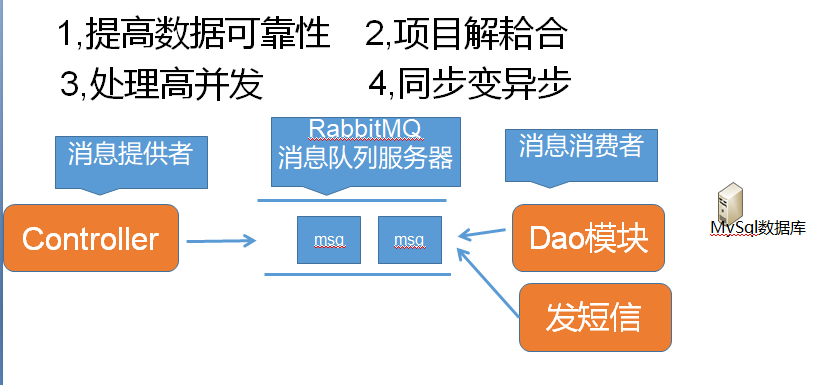 1,提高数据可靠性 2,项目解耠合
3,处理高并发 4,同步变异步
消息提供者
RabbitMQ
消息队列服务器
消息消费者
Controller
msg
msg
Dao模块
MySql数据库
发短信